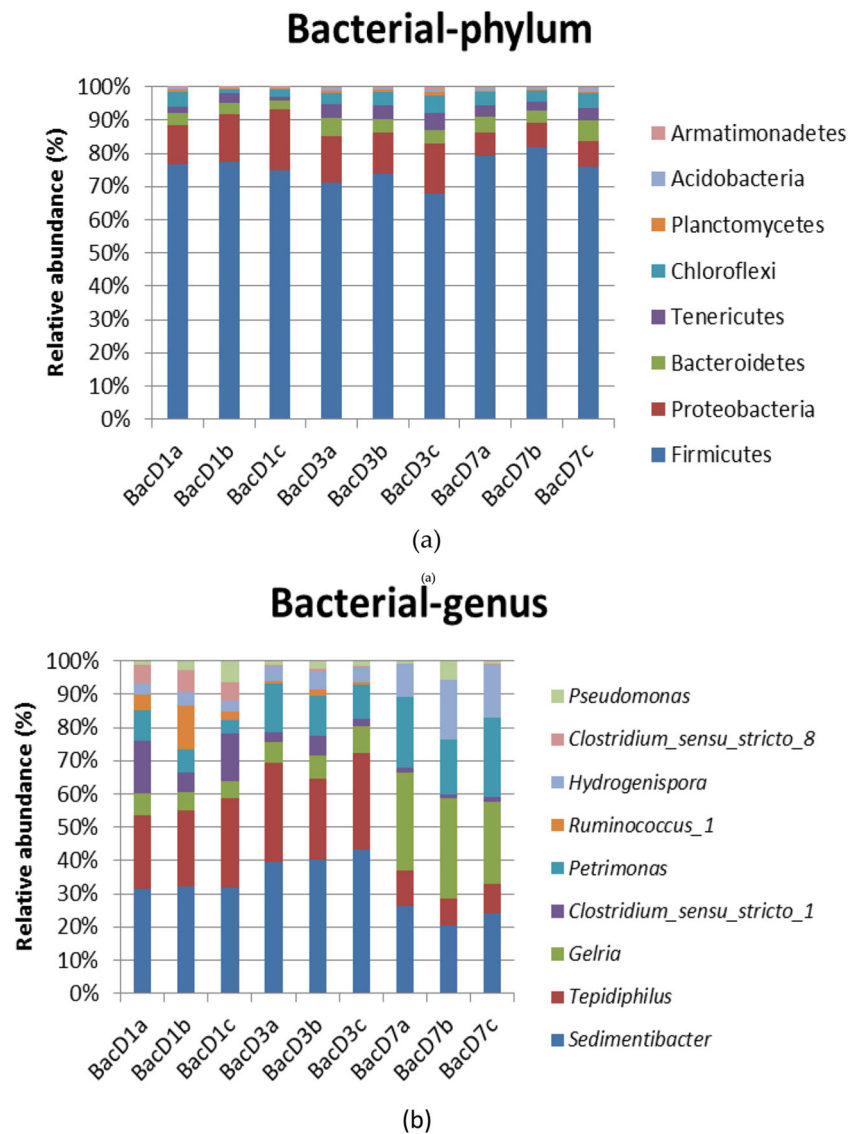 Bacterial-phylum
Relative abundance (%)
100%
90%
80%
70%
60%
50%
40%
30%
20%
10%
0%
BacD1a
BacD1b
BacD1c
BacD3a
BacD3b
BacD3c
BacD7a
BacD7b
BacD7c
Armatimonadetes
Acidobacteria
Planctomycetes
Chloroflexi
Tenericutes
Bacteroidetes
Proteobacteria
Firmicutes
(a)
(a)
Bacterial-genus
Relative abundance (%)
100%
90%
80%
70%
60%
50%
40%
30%
20%
10%
0%
BacD1a
BacD1b
BacD1c
BacD3a
BacD3b
BacD3c
BacD7a
BacD7b
BacD7c
Pseudomonas
Clostridium_sensu_stricto_8
Hydrogenispora
Ruminococcus_1
Petrimonas
Clostridium_sensu_stricto_1
Gelria
Tepidiphilus
Sedimentibacter
(b)